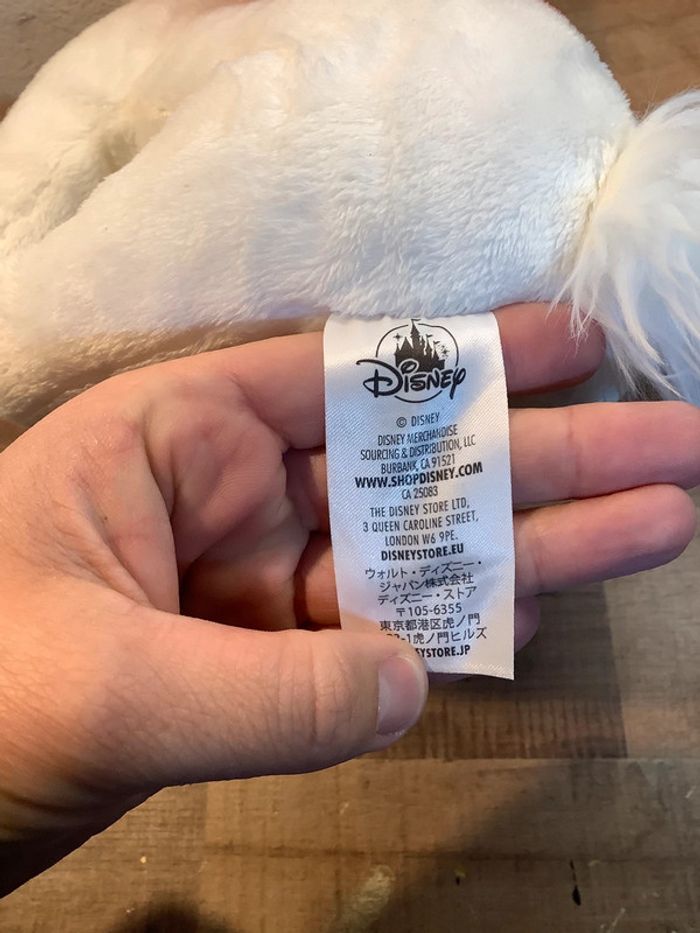 DISNEY
© DISNEY
DISNEY MERCHANDISE
SOURCING & DISTRIBUTION, LLC
BURBANK, CA 91521
WWW.SHOPDISNEY.COM
CA 25083
THE DISNEY STORE LTD,
3 QUEEN CAROLINE STREET,
LONDON W6 9PE.
DISNEYSTORE.EU
ウォルト・ディズニー・
ジャパン株式会社
ディズニー・ストア
〒105-6355
東京都港区虎ノ門
-1虎ノ門ヒルズ
YSTORE.JP